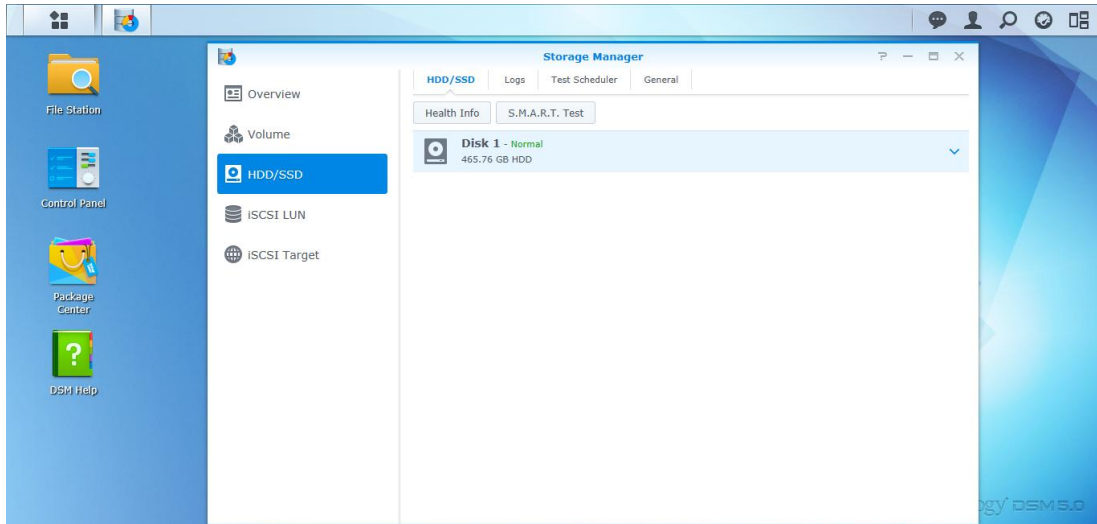 Storage Manager
File Station
Control Panel
Package
Center
DSM Help
Overview
Volume
HDD/SSD
iSCSI LUN
iSCSI Target
HDD/SSD Logs Test Scheduler General
Health Info S.M.A.R.T. Test
Disk 1 - Normal
465.76 GB HDD
ogy DSM 5.0